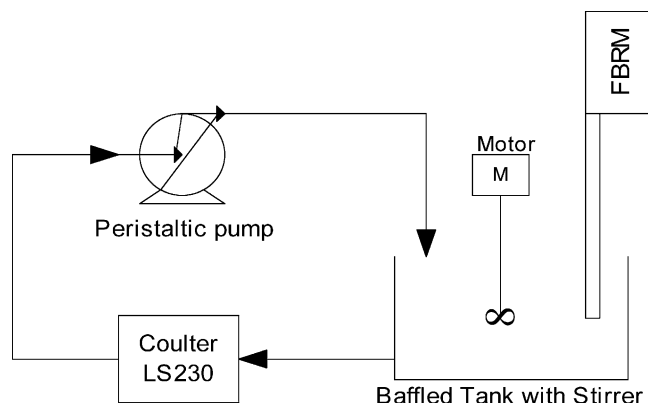 FBRM
Motor
M
Peristaltic pump
Coulter
LS230
Baffled Tank with Stirrer